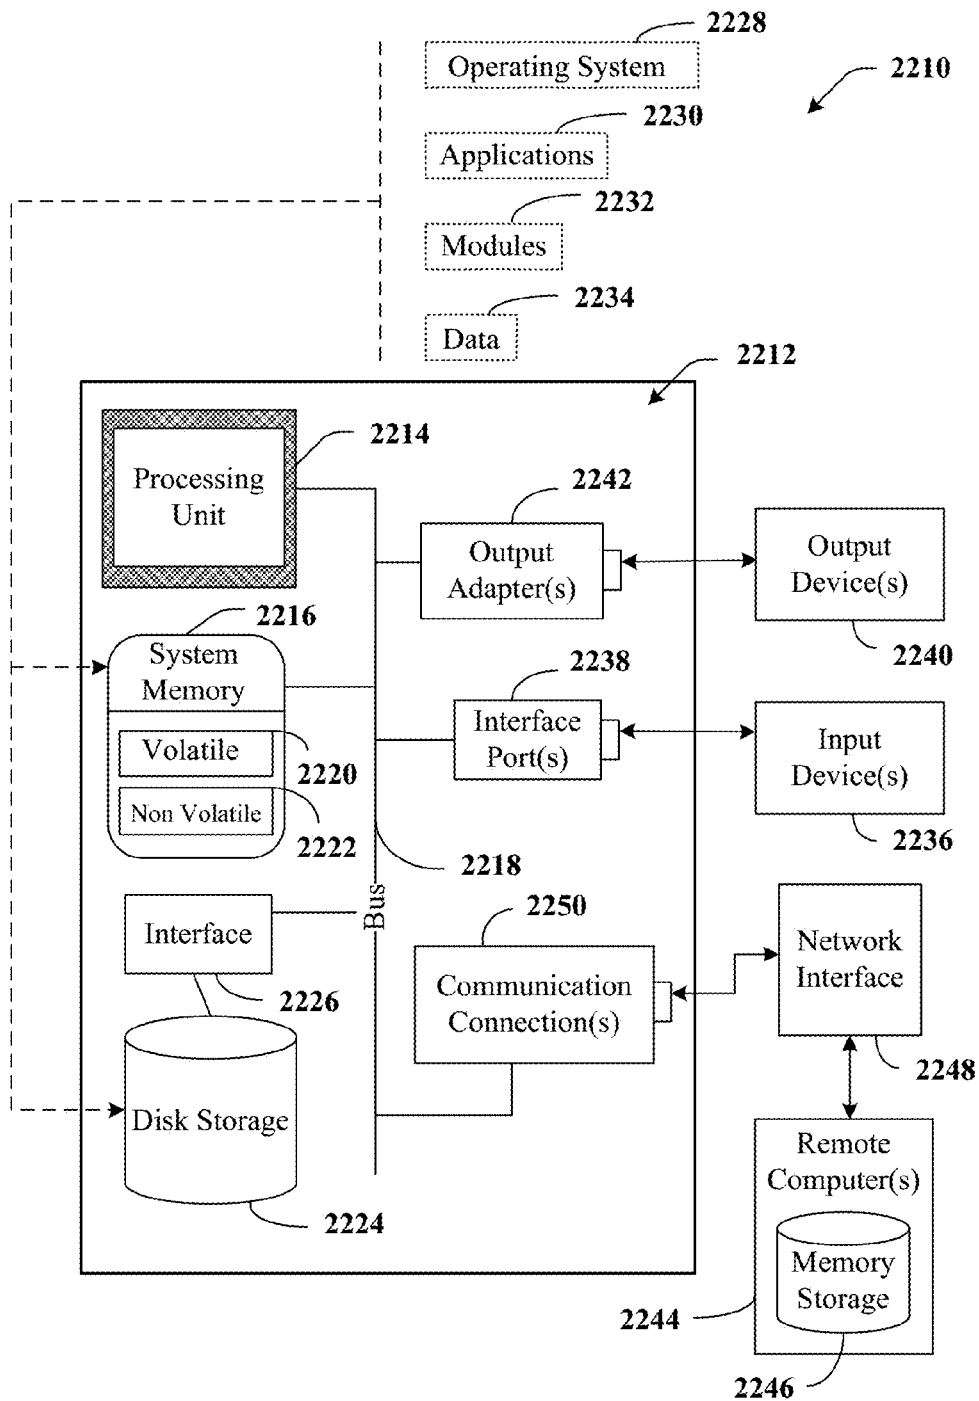 2228
Operating System
2210
2230
Applications
2232
Modules
2234
Data
2212
2214
Processing
Unit
2242
Output
Adapter(s)
Output
Device(s)
2240
2216
System
Memory
Volatile
2220
Non Volatile
2222
2238
Interface
Port(s)
Input
Device(s)
2236
2218
Bus
Interface
2226
2250
Communication
Connection(s)
Network
Interface
2248
Disk Storage
2224
Remote
Computer(s)
Memory
Storage
2244
2246